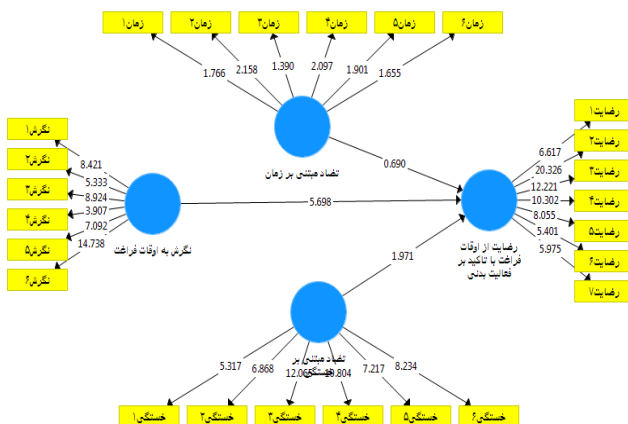 زمان۱
زمان۲
زمان۳
زمان۴
زمان۵
زمان۶
1.766
2.158
1.390
2.097
1.901
1.655
تضاد مبتنی بر زمان
نگرش۱
نگرش۲
نگرش۳
نگرش۴
نگرش۵
نگرش۶
8.421
5.333
8.924
3.907
7.092
14.738
نگرش به اوقات فراغت
0.690
5.698
1.971
رضایت۱
رضایت۲
رضایت۳
رضایت۴
رضایت۵
رضایت۶
رضایت۷
6.617
20.326
12.221
10.302
8.055
5.401
5.975
رضایت از اوقات
فراغت با تاکید بر
فعالیت بدنی
تضاد مبتنی بر
خستگی
5.317
6.868
7.217
8.234
خستگی۱
خستگی۲
خستگی۳
خستگی۴
خستگی۵
خستگی۶